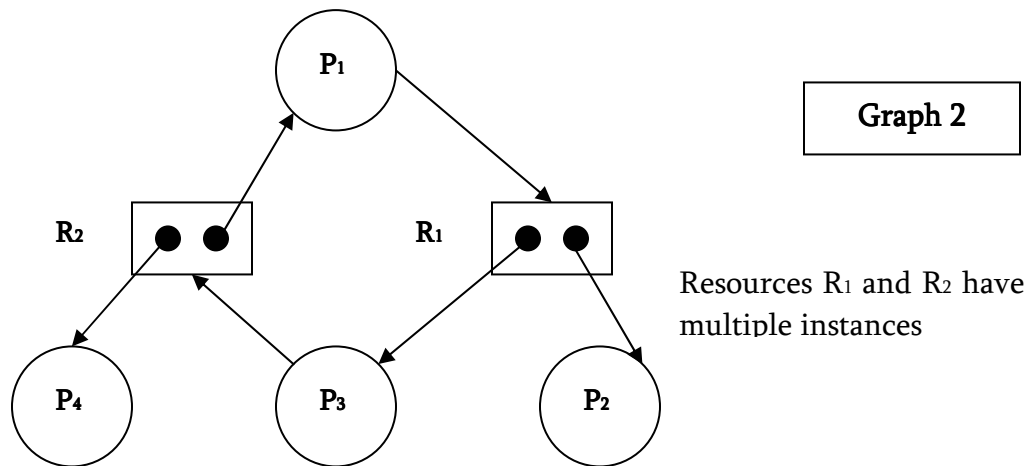 P₁
Graph 2
R₂
R₁
Resources R₁ and R₂ have
multiple instances
P₄
P₃
P₂